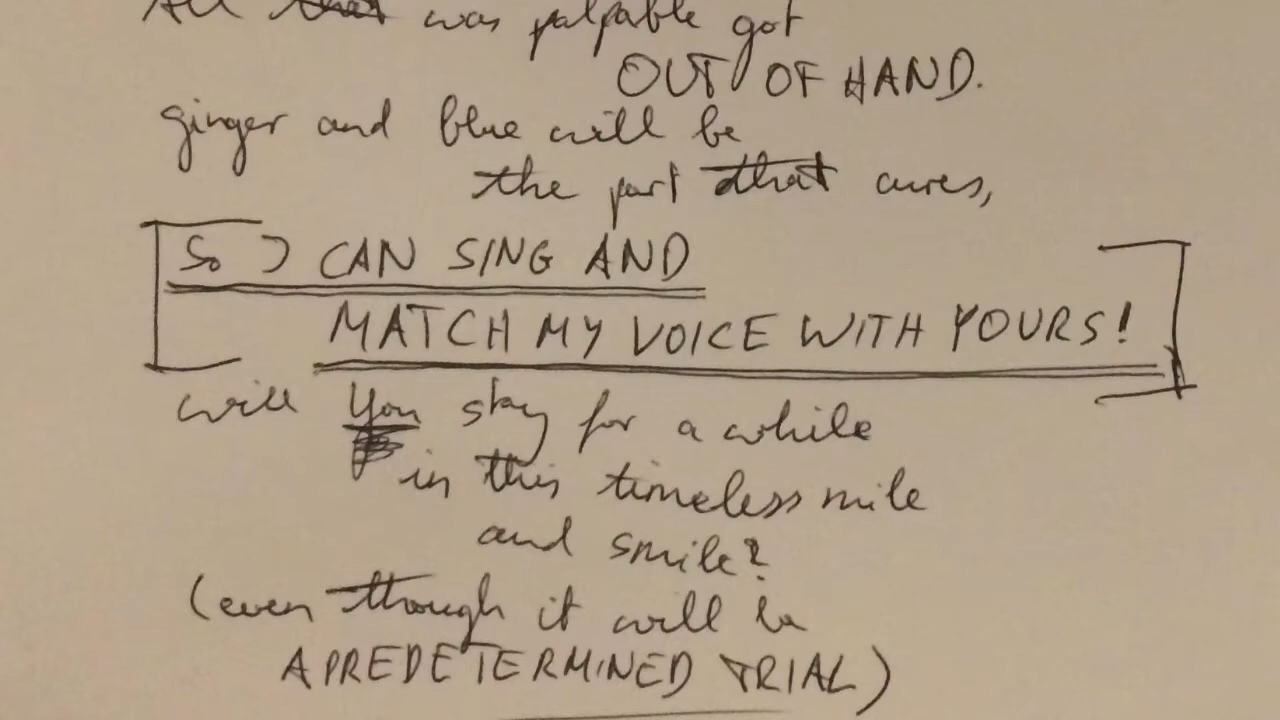 All that was palpable got
OUT OF HAND.
ginger and blue will be
the part that cures,
So I CAN SING AND
MATCH MY VOICE WITH YOURS!
will you stay for a while
in this timeless mile
and smile?
(even though it will be
A PREDETERMINED TRIAL)